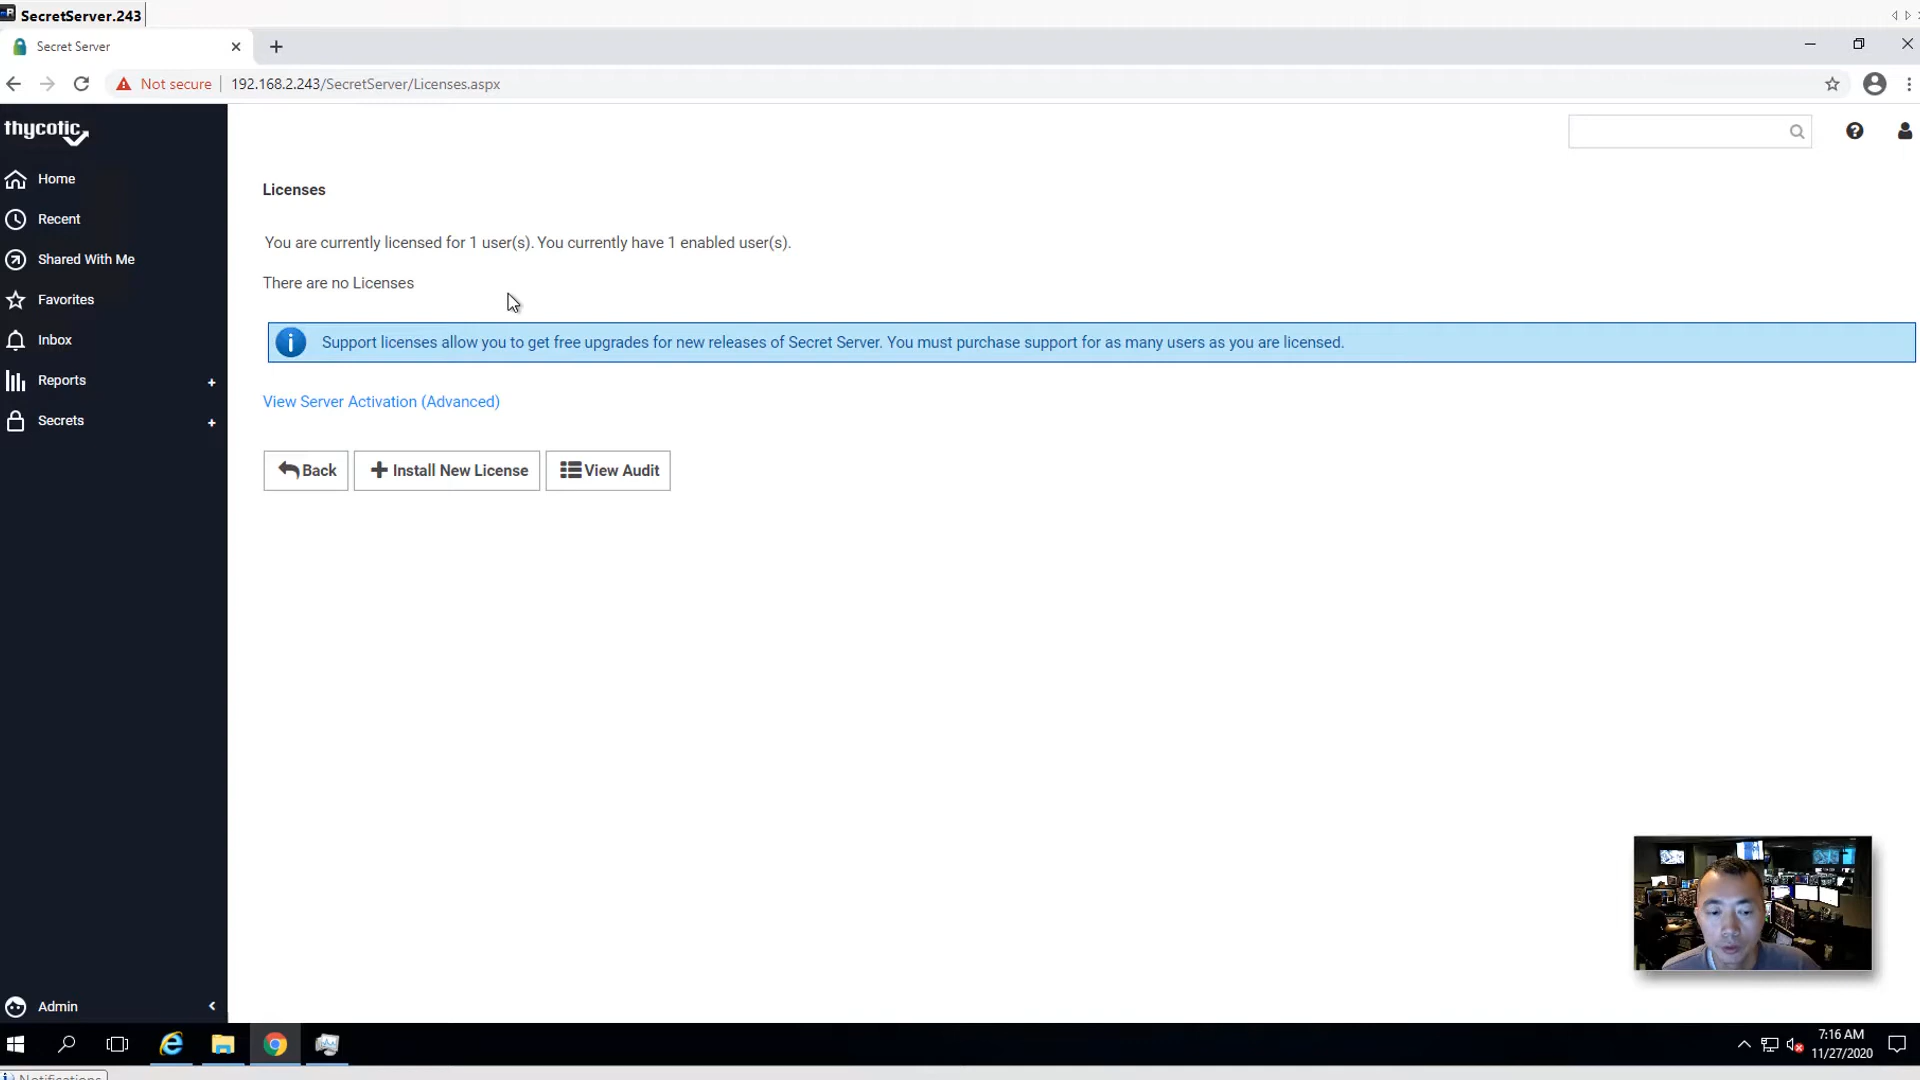 SecretServer.243
Secret Server
Not secure
192.168.2.243/SecretServer/Licenses.aspx
thycotic
Home
Recent
Shared With Me
Favorites
Inbox
Reports +
Secrets +
Licenses
You are currently licensed for 1 user(s). You currently have 1 enabled user(s).
There are no Licenses
Support licenses allow you to get free upgrades for new releases of Secret Server. You must purchase support for as many users as you are licensed.
View Server Activation (Advanced)
Back
Install New License
View Audit
Admin
7:16 AM
11/27/2020
Notifications